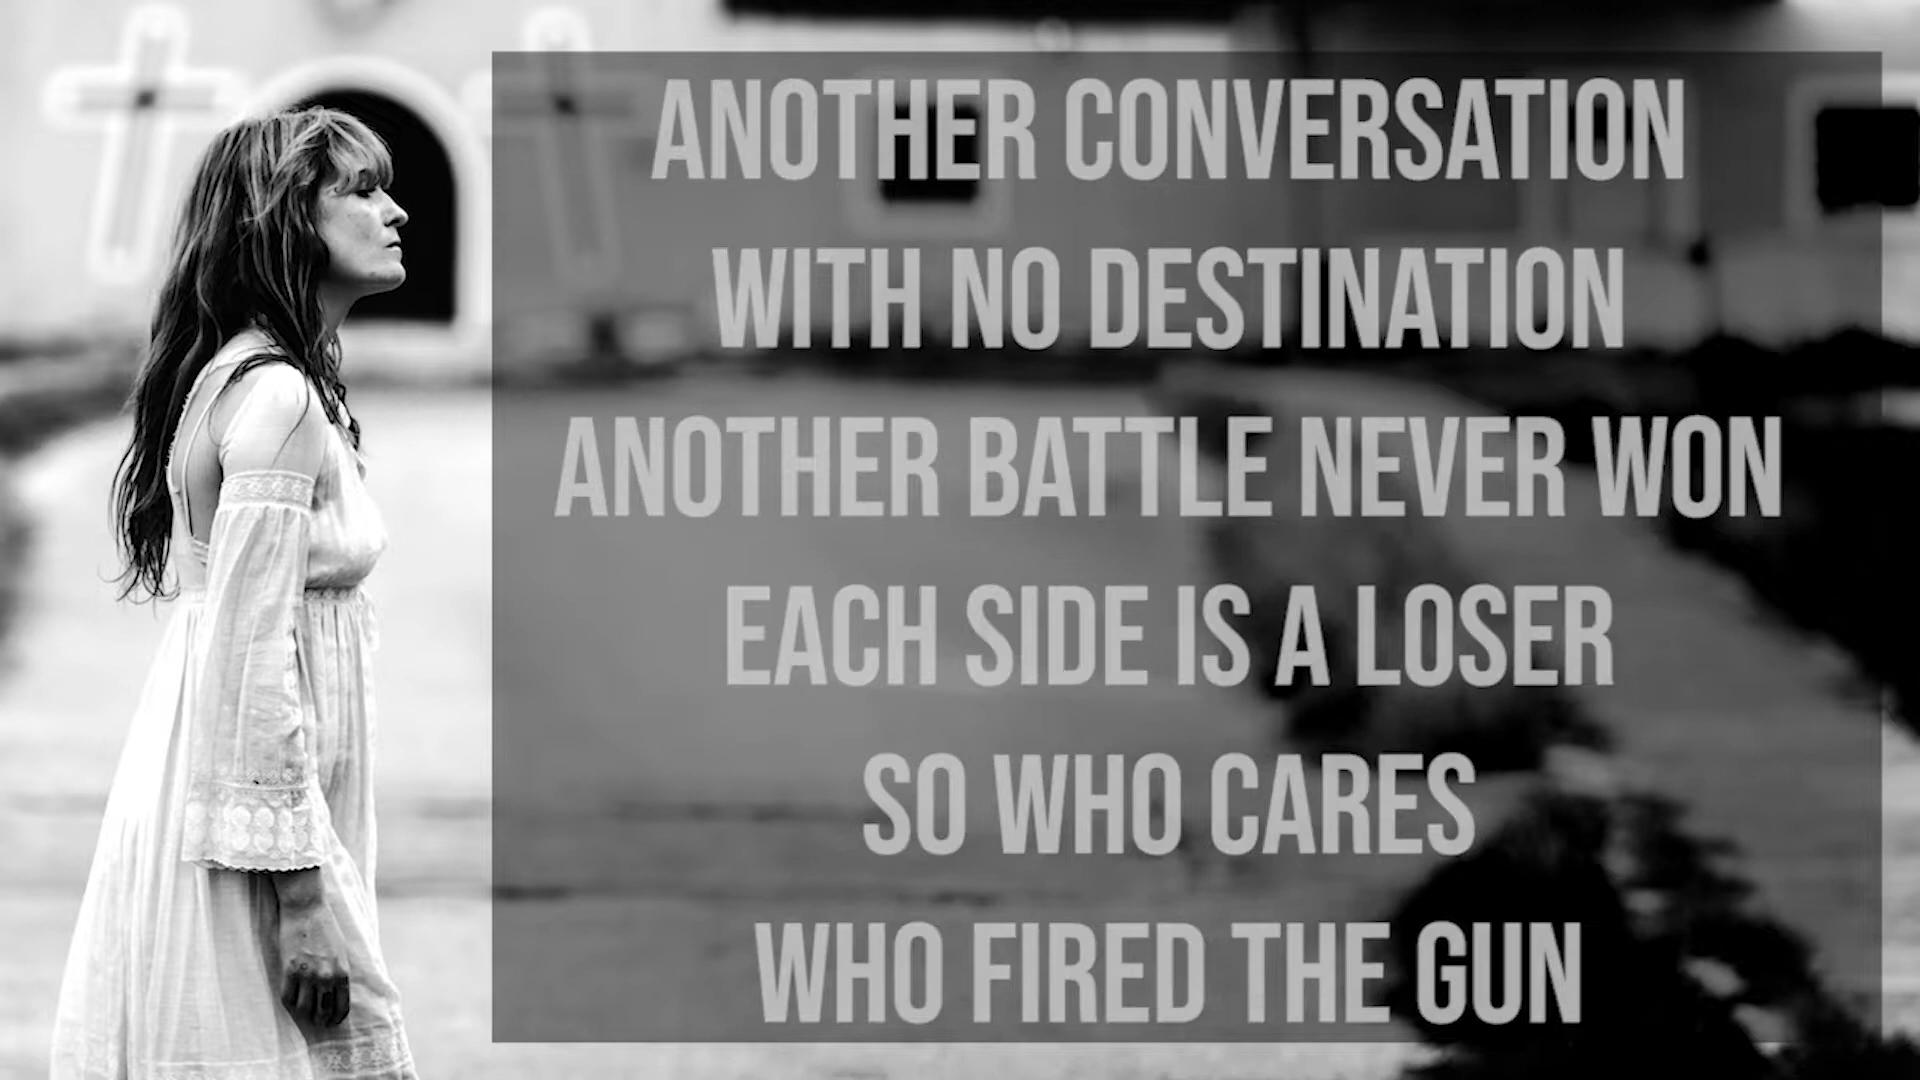 ANOTHER CONVERSATION
WITH NO DESTINATION
ANOTHER BATTLE NEVER WON
EACH SIDE IS A LOSER
SO WHO CARES
WHO FIRED THE GUN